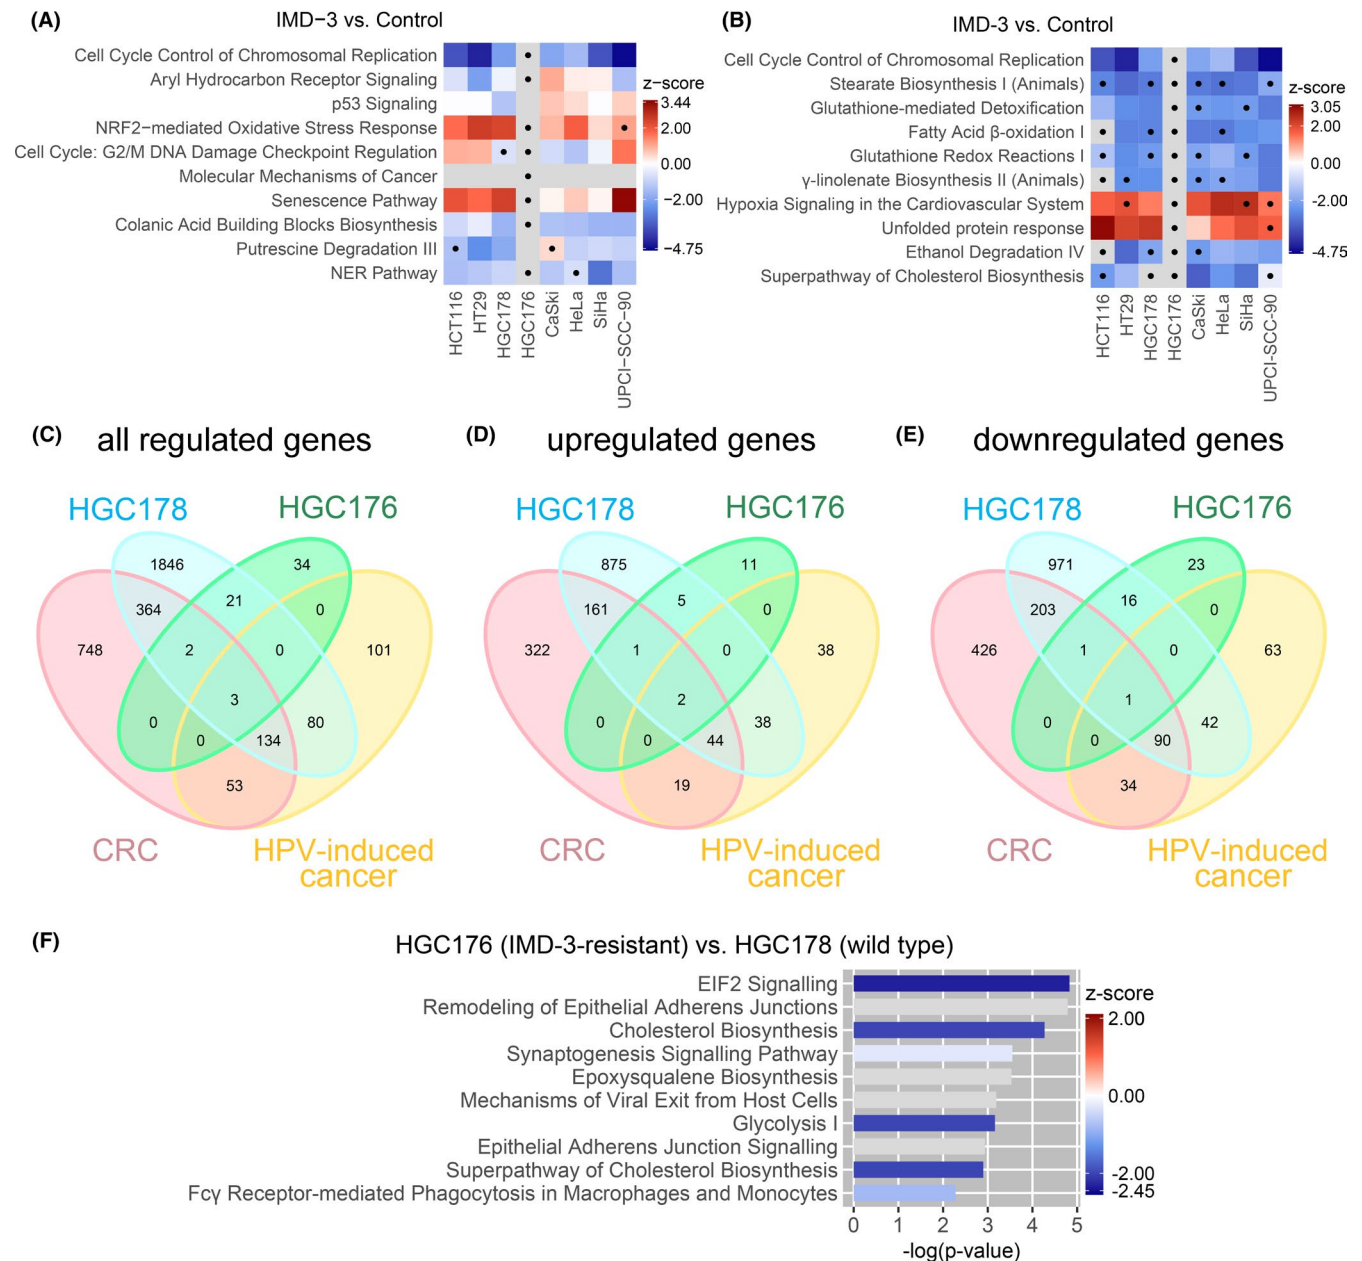 (A)
IMD−3 vs. Control
Cell Cycle Control of Chromosomal Replication
Aryl Hydrocarbon Receptor Signaling
p53 Signaling
NRF2−mediated Oxidative Stress Response
Cell Cycle: G2/M DNA Damage Checkpoint Regulation
Molecular Mechanisms of Cancer
Senescence Pathway
Colanic Acid Building Blocks Biosynthesis
Putrescine Degradation III
NER Pathway
HCT116
HT29
HGC178
HGC176
CaSki
HeLa
SiHa
UPCI−SCC−90
z−score
3.44
2.00
0.00
−2.00
−4.75
(B)
IMD-3 vs. Control
Cell Cycle Control of Chromosomal Replication
Stearate Biosynthesis I (Animals)
Glutathione-mediated Detoxification
Fatty Acid β-oxidation I
Glutathione Redox Reactions I
γ-linolenate Biosynthesis II (Animals)
Hypoxia Signaling in the Cardiovascular System
Unfolded protein response
Ethanol Degradation IV
Superpathway of Cholesterol Biosynthesis
HCT116
HT29
HGC178
HGC176
CaSki
HeLa
SiHa
UPCI-SCC-90
z-score
3.05
2.00
0.00
-2.00
-4.75
(C)
all regulated genes
HGC178
HGC176
1846
34
364
21
0
748
2
0
101
3
0
80
0
134
53
CRC
HPV-induced
cancer
(D)
upregulated genes
HGC178
HGC176
875
11
161
5
0
322
1
0
38
2
0
38
0
44
19
CRC
HPV-induced
cancer
(E)
downregulated genes
HGC178
HGC176
971
23
203
16
0
426
1
0
63
1
0
42
0
90
34
CRC
HPV-induced
cancer
(F)
HGC176 (IMD-3-resistant) vs. HGC178 (wild type)
EIF2 Signalling
Remodeling of Epithelial Adherens Junctions
Cholesterol Biosynthesis
Synaptogenesis Signalling Pathway
Epoxysqualene Biosynthesis
Mechanisms of Viral Exit from Host Cells
Glycolysis I
Epithelial Adherens Junction Signalling
Superpathway of Cholesterol Biosynthesis
Fcγ Receptor-mediated Phagocytosis in Macrophages and Monocytes
0 1 2 3 4 5
-log(p-value)
z-score
2.00
0.00
-2.00
-2.45